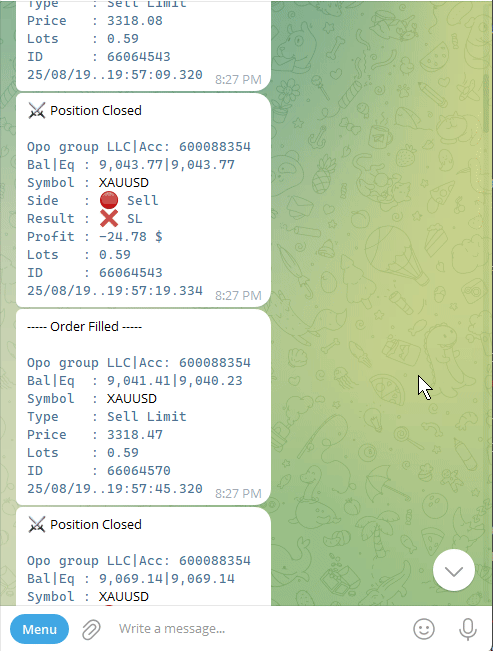 Type    : Sell Limit
Price   : 3318.08
Lots    : 0.59
ID      : 66064543
25/08/19..19:57:09.320 8:27 PM
⚔️ Position Closed
Opo group LLC|Acc: 600088354
Bal|Eq : 9,043.77|9,043.77
Symbol : XAUUSD
Side   : 🔴 Sell
Result : ❌ SL
Profit : -24.78 $
Lots   : 0.59
ID     : 66064543
25/08/19..19:57:19.334 8:27 PM
----- Order Filled -----
Opo group LLC|Acc: 600088354
Bal|Eq  : 9,041.41|9,040.23
Symbol  : XAUUSD
Type    : Sell Limit
Price   : 3318.47
Lots    : 0.59
ID      : 66064570
25/08/19..19:57:45.320 8:27 PM
⚔️ Position Closed
Opo group LLC|Acc: 600088354
Bal|Eq : 9,069.14|9,069.14
Symbol : XAUUSD
Menu
Write a message...